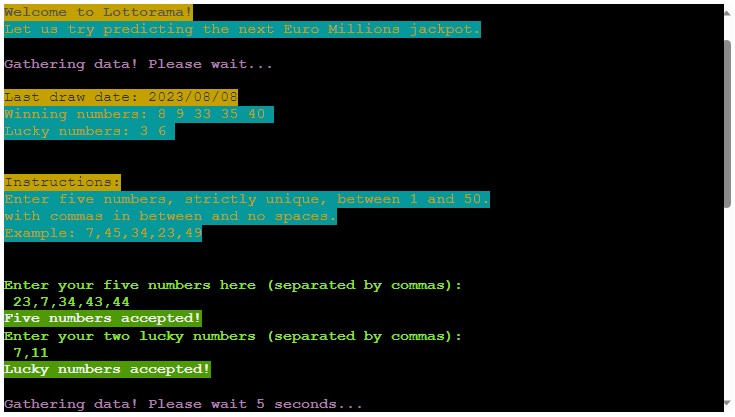 Welcome to Lottorama!
Let us try predicting the next Euro Millions jackpot.
Gathering data! Please wait...
Last draw date: 2023/08/08
Winning numbers: 8 9 33 35 40
Lucky numbers: 3 6
Instructions:
Enter five numbers, strictly unique, between 1 and 50.
with commas in between and no spaces.
Example: 7,45,34,23,49
Enter your five numbers here (separated by commas):
23,7,34,43,44
Five numbers accepted!
Enter your two lucky numbers (separated by commas):
7,11
Lucky numbers accepted!
Gathering data! Please wait 5 seconds...